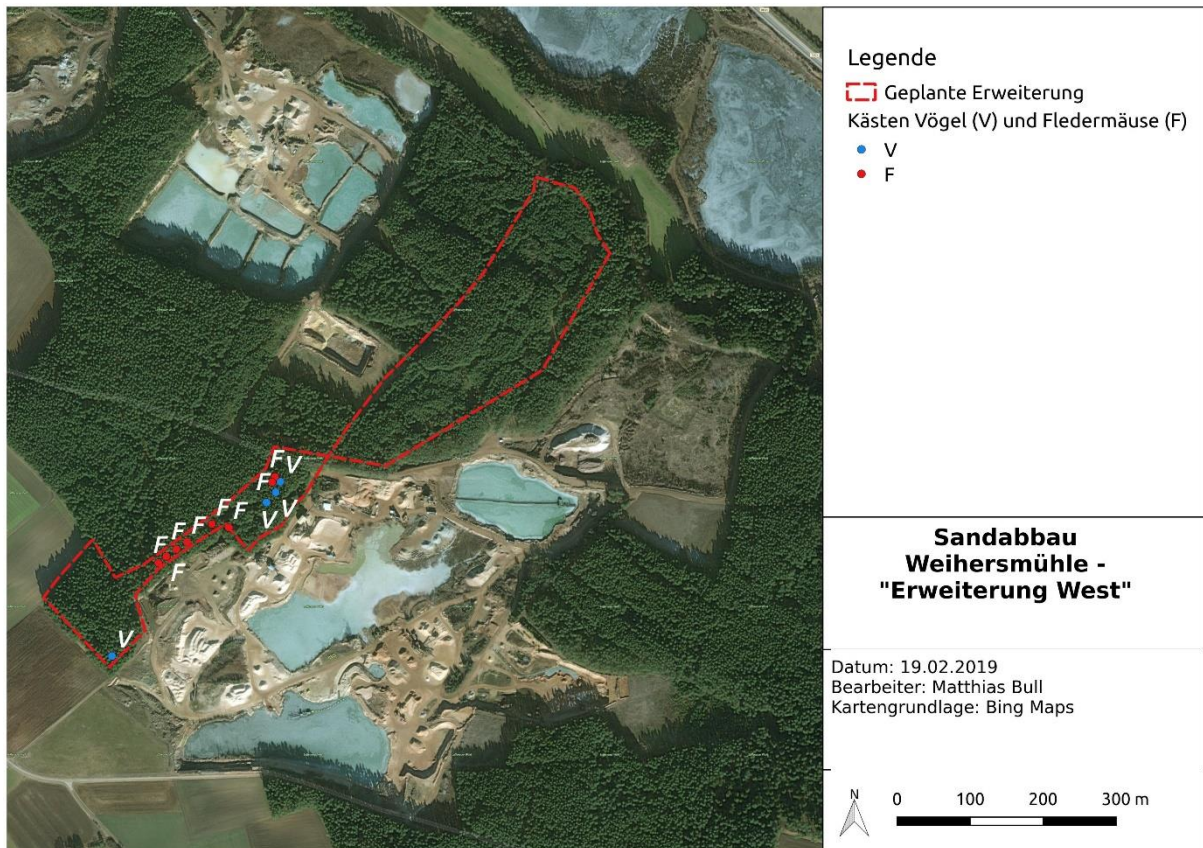 Legende
Geplante Erweiterung
Kästen Vögel (V) und Fledermäuse (F)
V
F
F V
F
F F
V V
F
F
F
F
V
Sandabbau
Weihersmühle -
"Erweiterung West"
Datum: 19.02.2019
Bearbeiter: Matthias Bull
Kartengrundlage: Bing Maps
N
0 100 200 300 m